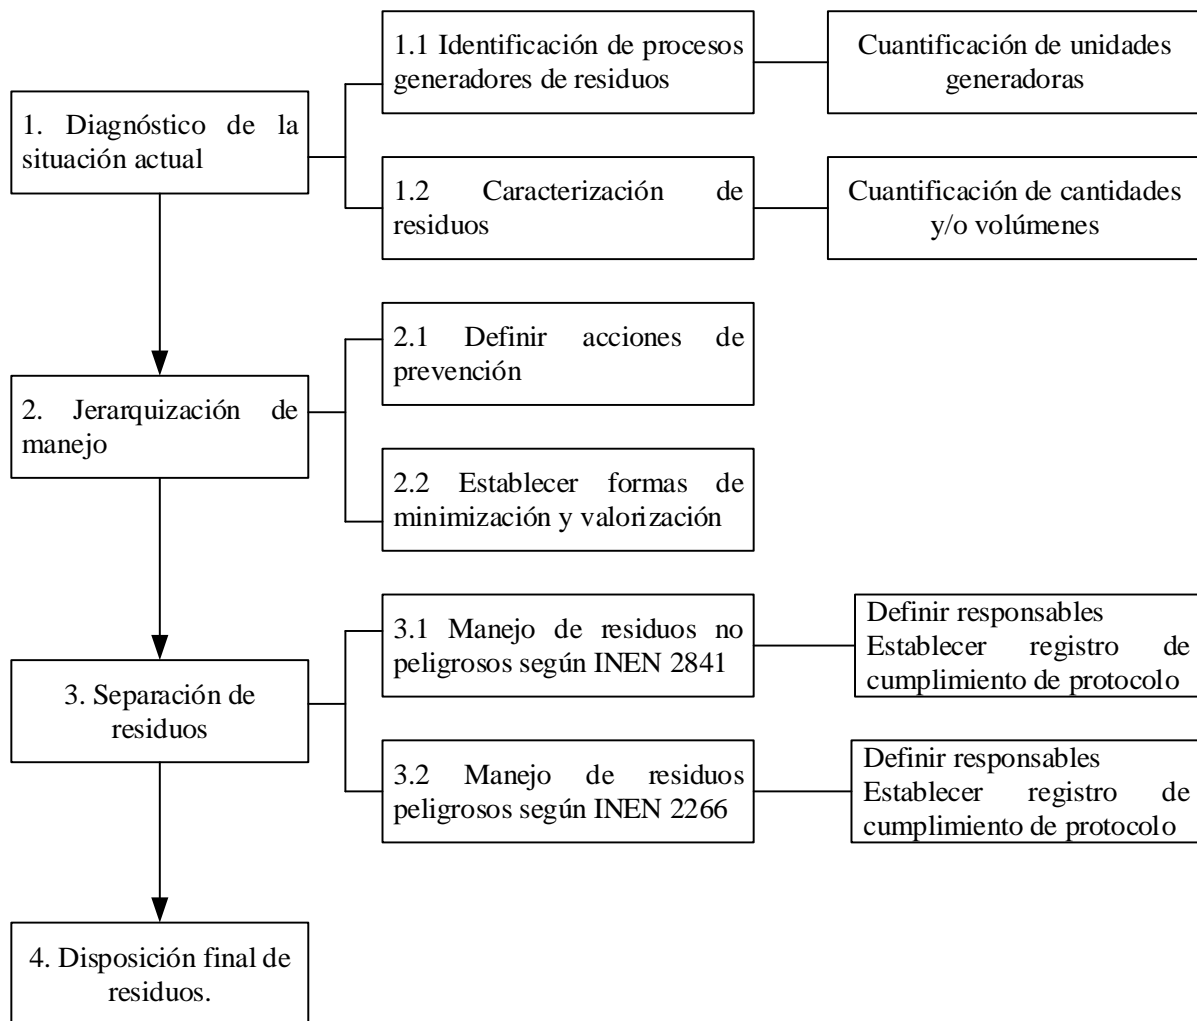 1. Diagnóstico de la
situación actual
1.1 Identificación de procesos
generadores de residuos
Cuantificación de unidades
generadoras
1.2 Caracterización de
residuos
Cuantificación de cantidades
y/o volúmenes
2. Jerarquización de
manejo
2.1 Definir acciones de
prevención
2.2 Establecer formas de
minimización y valorización
3. Separación de
residuos
3.1 Manejo de residuos no
peligrosos según INEN 2841
Definir responsables
Establecer registro de
cumplimiento de protocolo
3.2 Manejo de residuos
peligrosos según INEN 2266
Definir responsables
Establecer registro de
cumplimiento de protocolo
4. Disposición final de
residuos.